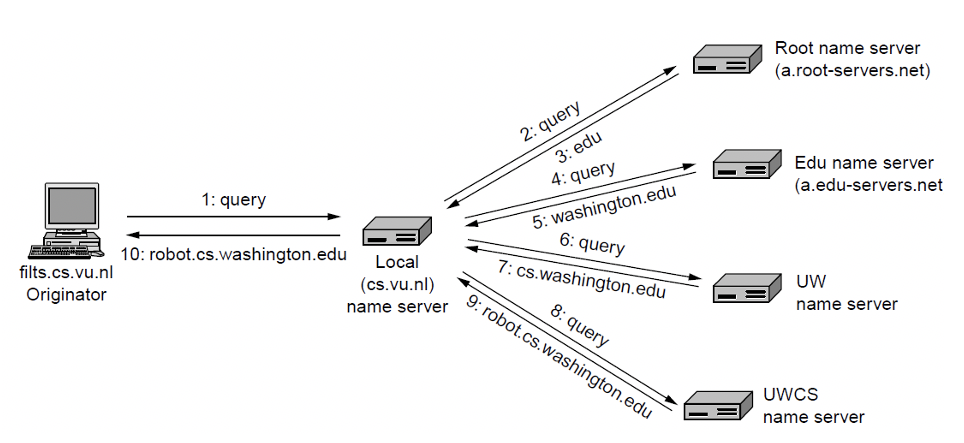 Root name server
(a.root-servers.net)
2: query
3: edu
4: query
Edu name server
(a.edu-servers.net
1: query
5: washington.edu
6: query
10: robot.cs.washington.edu
7: cs.washington.edu
filts.cs.vu.nl
Originator
Local
(cs.vu.nl)
name server
UW
name server
8: query
9: robot.cs.washington.edu
UWCS
name server